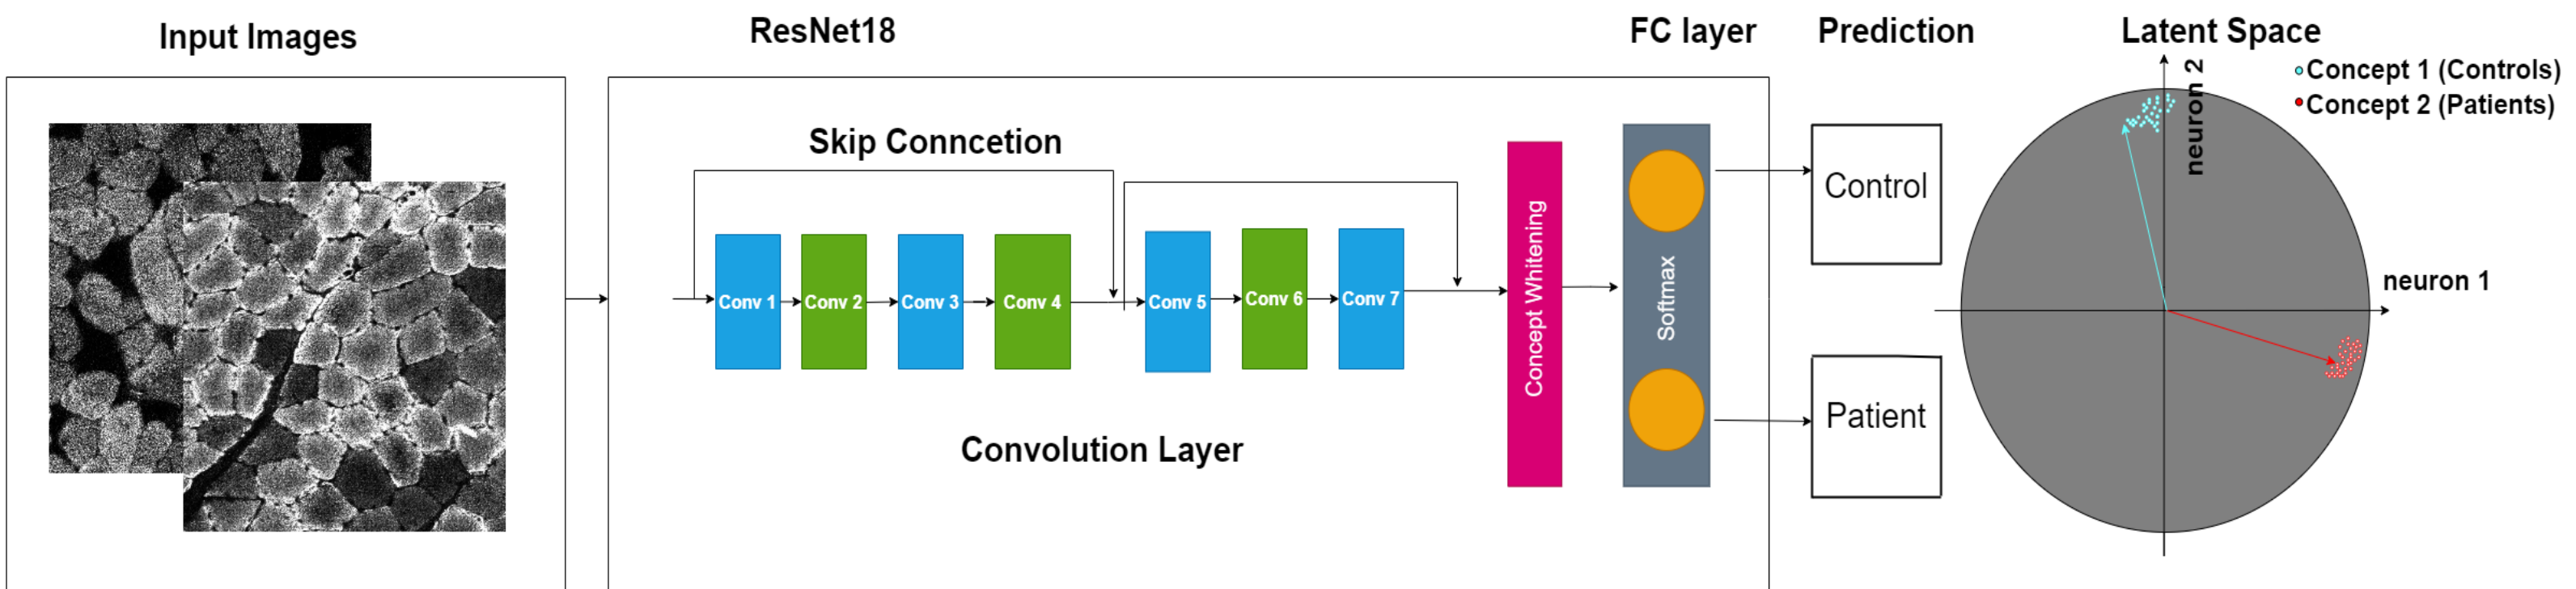 Input Images
ResNet18
FC layer
Prediction
Latent Space
Concept 1 (Controls)
Concept 2 (Patients)
neuron 2
neuron 1
Skip Conncetion
Conv 1
Conv 2
Conv 3
Conv 4
Conv 5
Conv 6
Conv 7
Concept Whitening
Softmax
Control
Patient
Convolution Layer